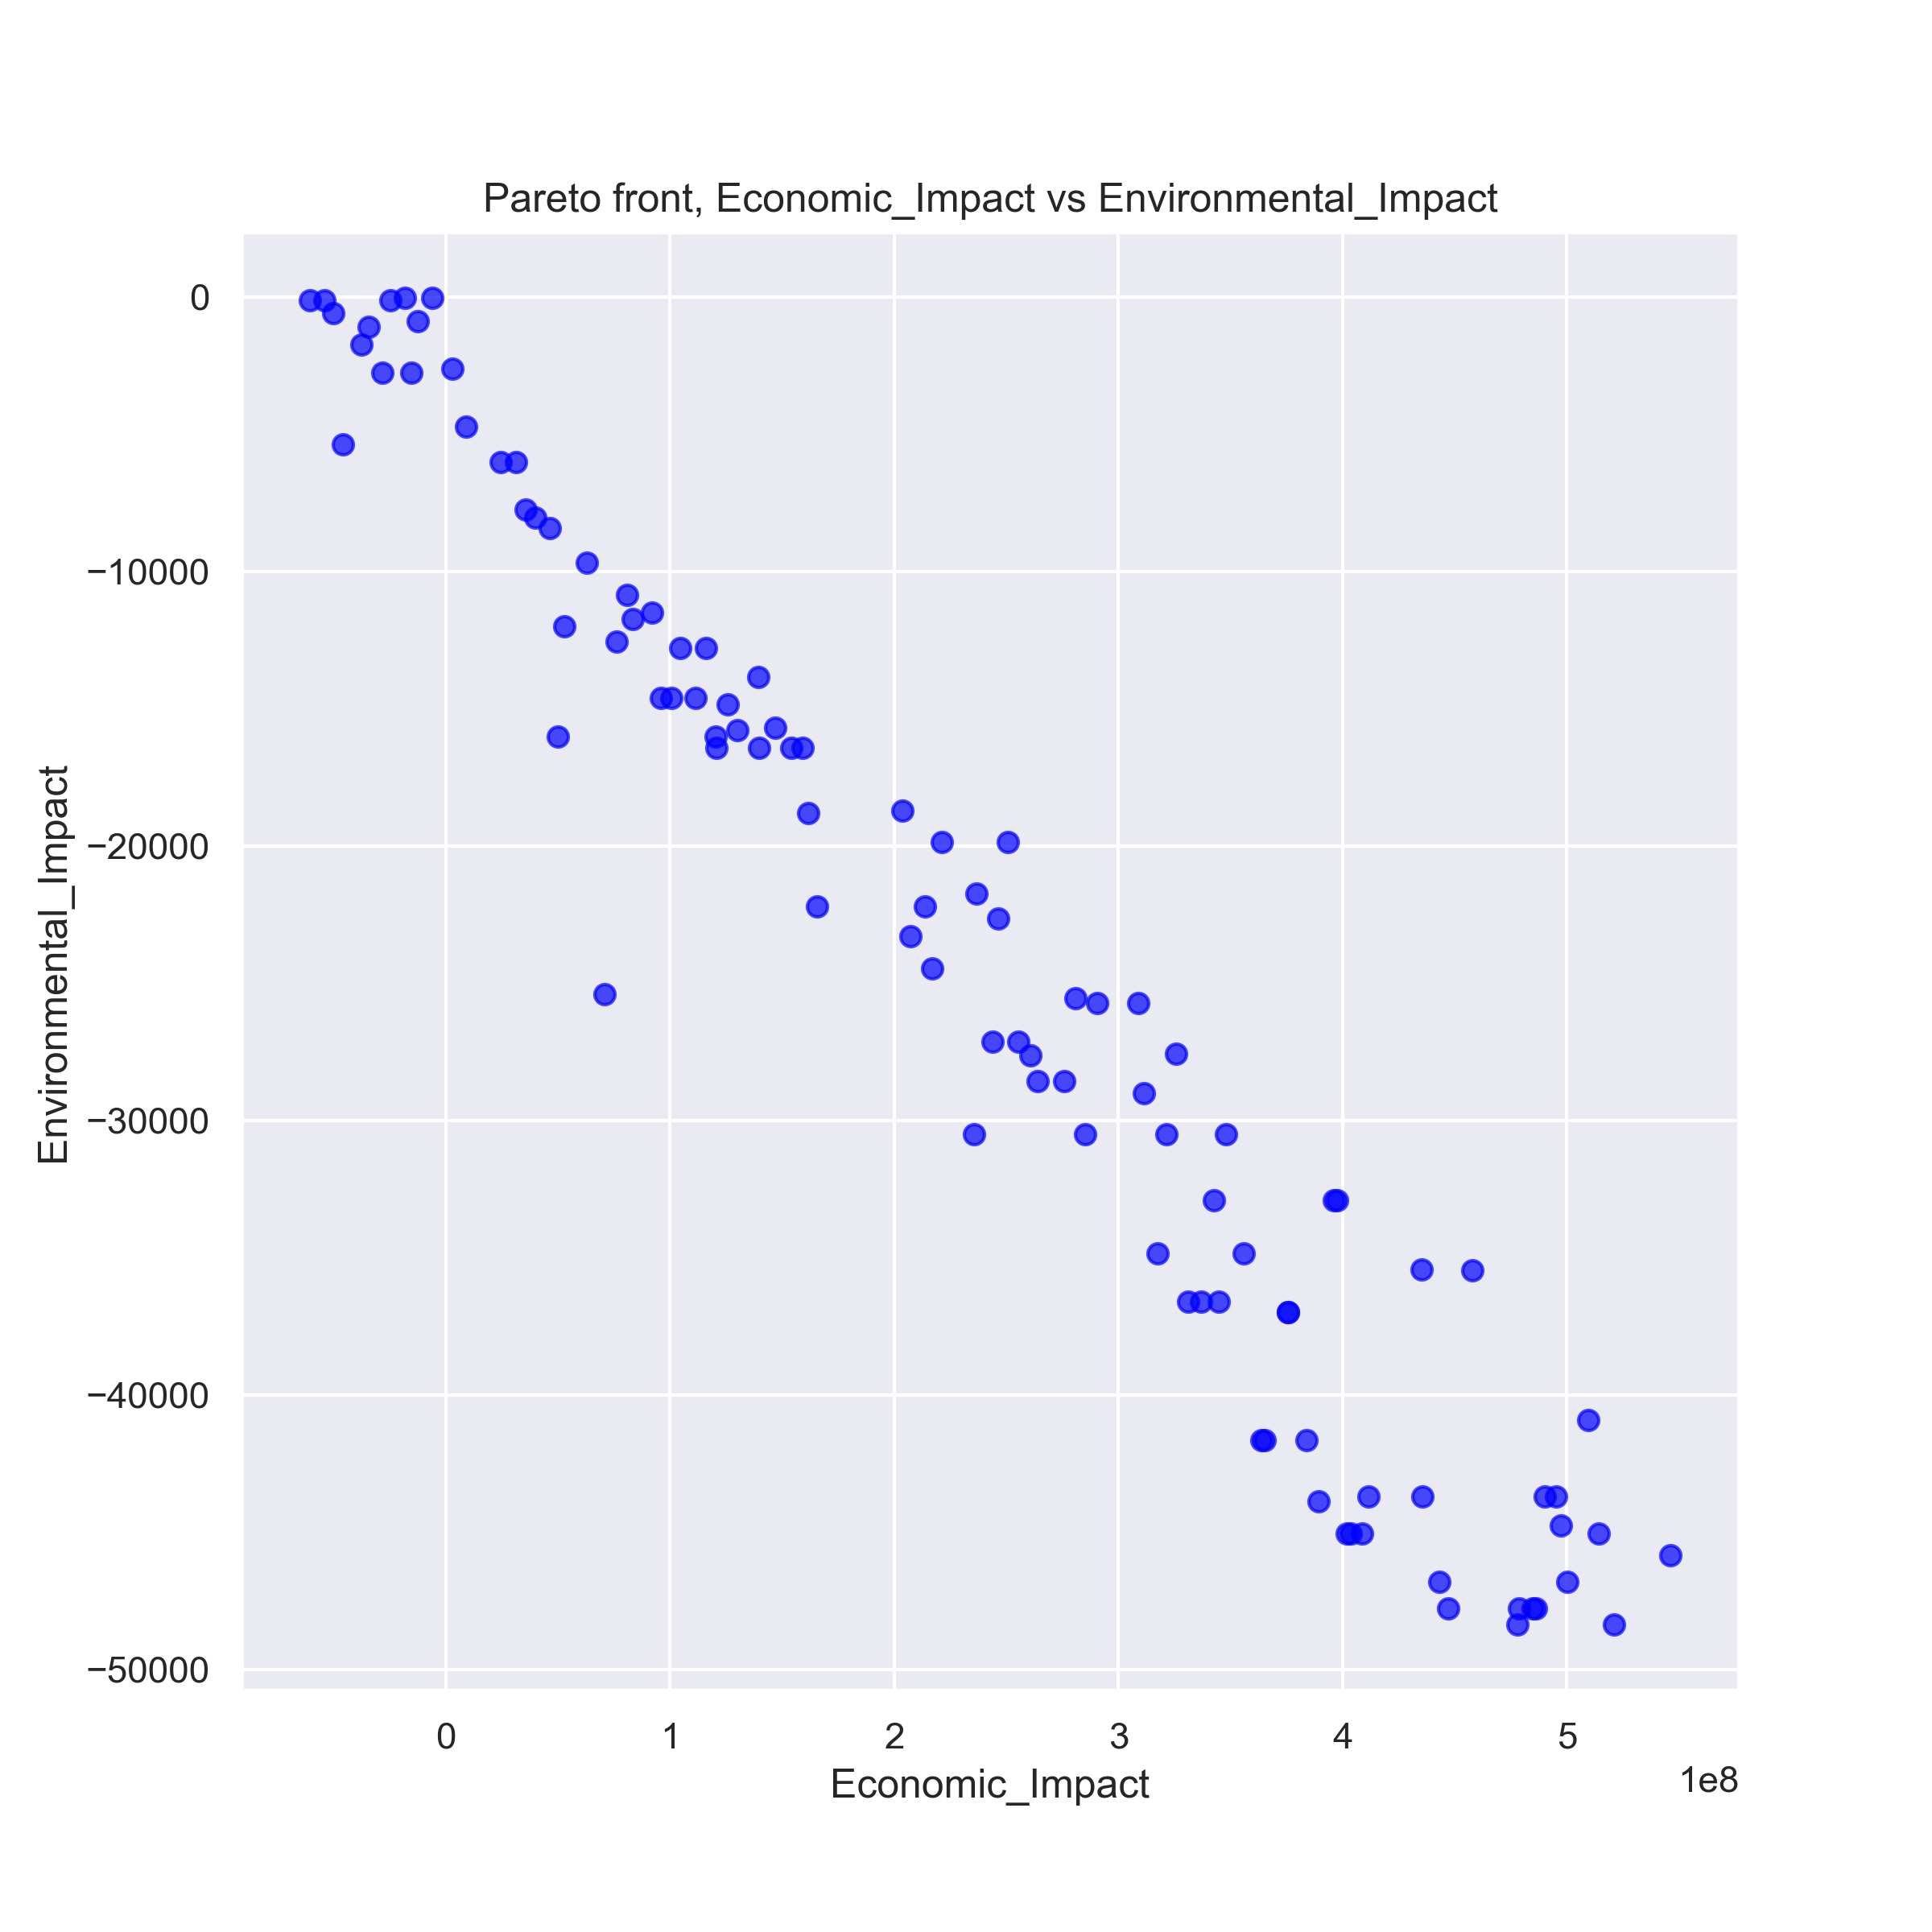 Pareto front, Economic_Impact vs Environmental_Impact
Environmental_Impact
0
−10000
−20000
−30000
−40000
−50000
0 1 2 3 4 5
Economic_Impact
1e8